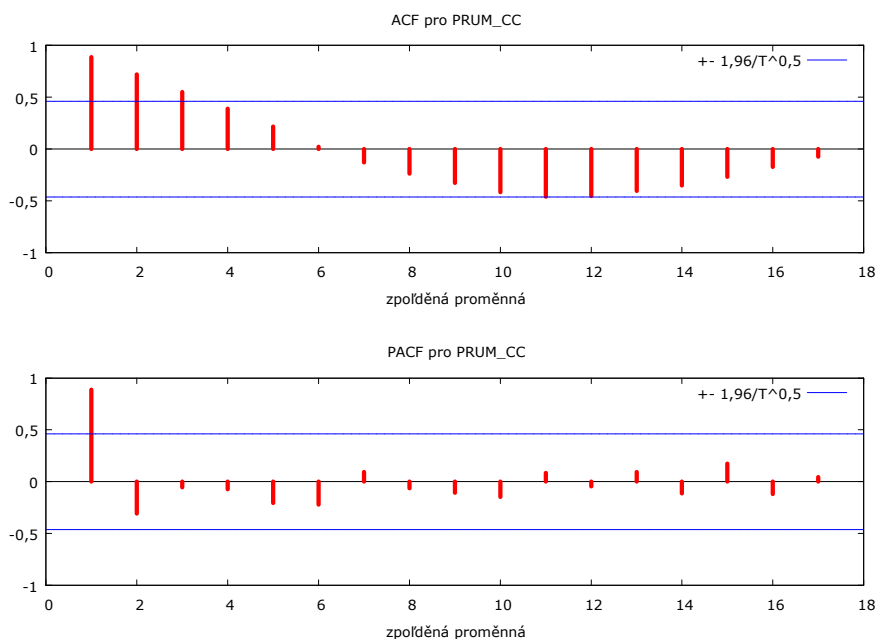 ACF pro PRUM_CC
1
+- 1,96/T^0,5
0,5
0
-0,5
-1
0 2 4 6 8 10 12 14 16 18
zpoľděná proměnná
PACF pro PRUM_CC
1
+- 1,96/T^0,5
0,5
0
-0,5
-1
0 2 4 6 8 10 12 14 16 18
zpoľděná proměnná